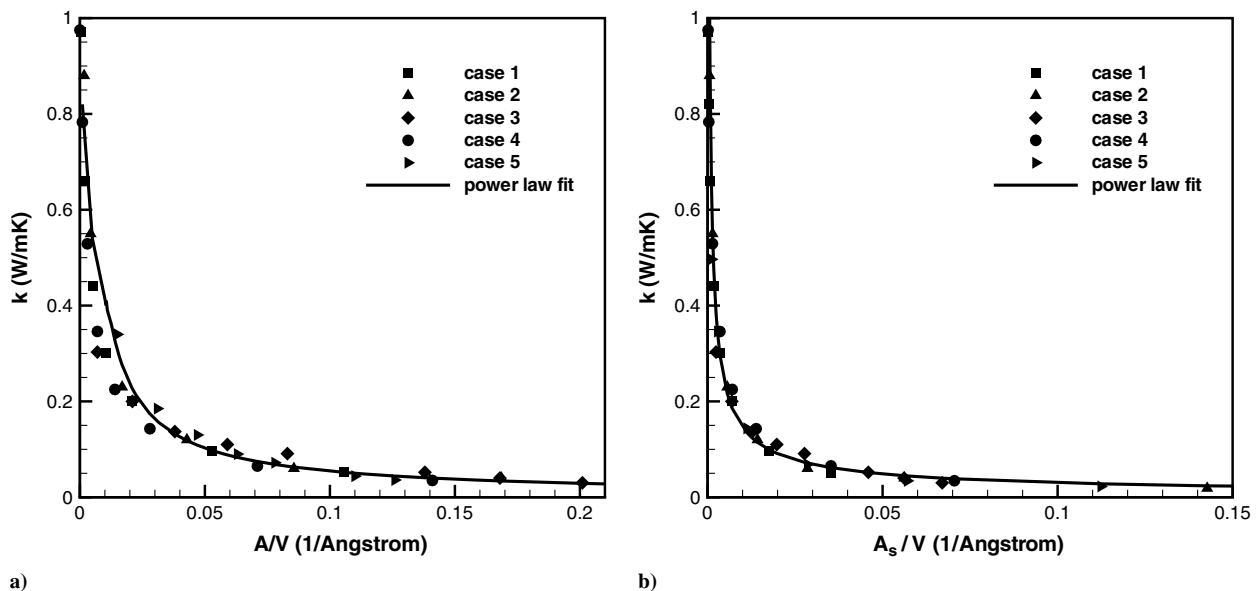 k (W/mK)
1
0.8
0.6
0.4
0.2
0
0
0.05
0.1
0.15
0.2
A/V (1/Angstrom)
case 1
case 2
case 3
case 4
case 5
power law fit
a)
k (W/mK)
1
0.8
0.6
0.4
0.2
0
0
0.05
0.1
0.15
As / V (1/Angstrom)
case 1
case 2
case 3
case 4
case 5
power law fit
b)